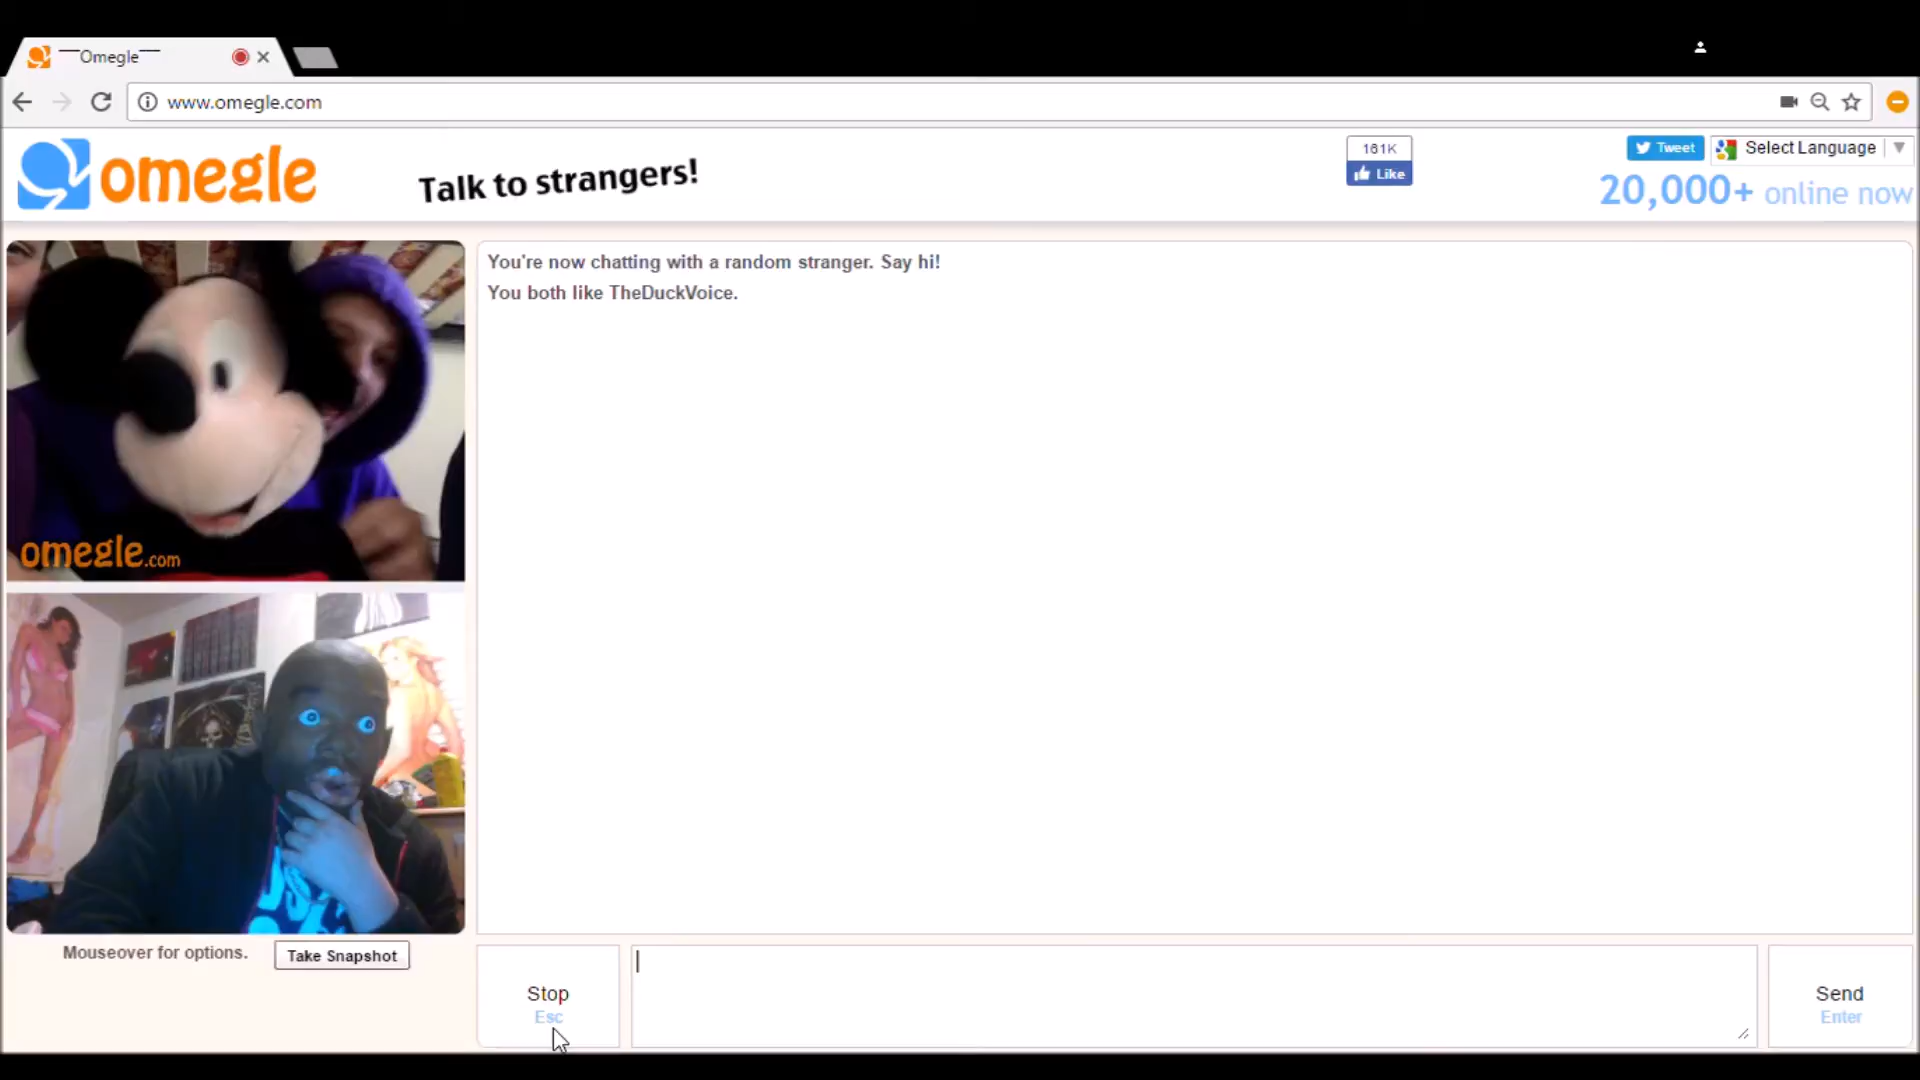 Omegle
www.omegle.com
omegle
Talk to strangers!
161K
Like
Tweet
Select Language
20,000+ online now
You're now chatting with a random stranger. Say hi!
You both like TheDuckVoice.
omegle.com
Mouseover for options.
Take Snapshot
Stop
Esc
Send
Enter